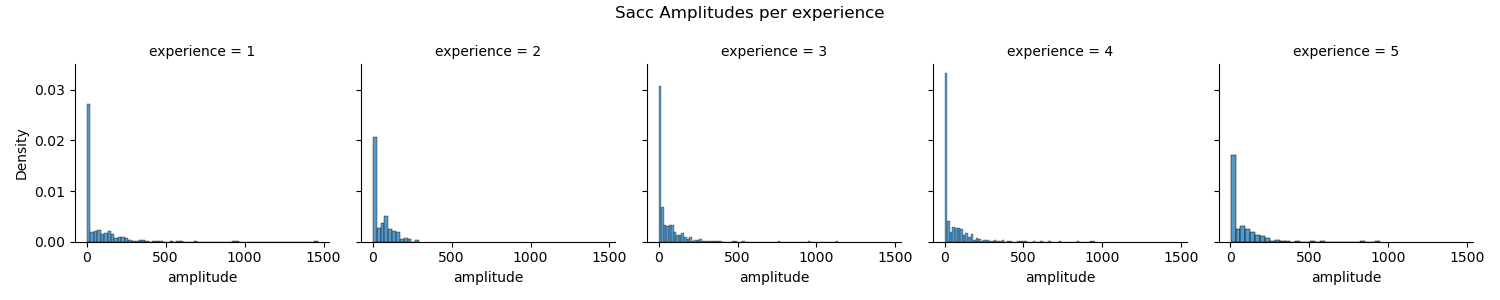 Sacc Amplitudes per experience
experience = 1
experience = 2
experience = 3
experience = 4
experience = 5
Density
0.03
0.02
0.01
0.00
0 500 1000 1500
0 500 1000 1500
0 500 1000 1500
0 500 1000 1500
0 500 1000 1500
amplitude
amplitude
amplitude
amplitude
amplitude